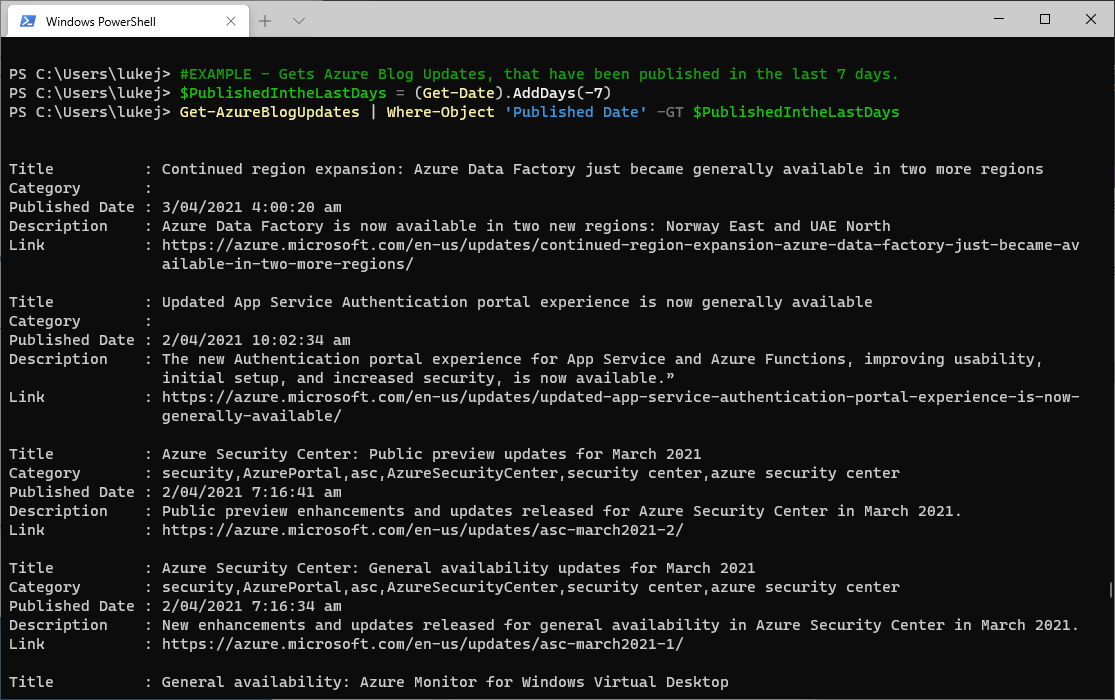 Windows PowerShell
PS C:\Users\lukej> #EXAMPLE - Gets Azure Blog Updates, that have been published in the last 7 days.
PS C:\Users\lukej> $PublishedIntheLastDays = (Get-Date).AddDays(-7)
PS C:\Users\lukej> Get-AzureBlogUpdates | Where-Object 'Published Date' -GT $PublishedIntheLastDays
Title          : Continued region expansion: Azure Data Factory just became generally available in two more regions
Category       :
Published Date : 3/04/2021 4:00:20 am
Description    : Azure Data Factory is now available in two new regions: Norway East and UAE North
Link           : https://azure.microsoft.com/en-us/updates/continued-region-expansion-azure-data-factory-just-became-av
                 ailable-in-two-more-regions/
Title          : Updated App Service Authentication portal experience is now generally available
Category       :
Published Date : 2/04/2021 10:02:34 am
Description    : The new Authentication portal experience for App Service and Azure Functions, improving usability,
                 initial setup, and increased security, is now available.”
Link           : https://azure.microsoft.com/en-us/updates/updated-app-service-authentication-portal-experience-is-now-
                 generally-available/
Title          : Azure Security Center: Public preview updates for March 2021
Category       : security,AzurePortal,asc,AzureSecurityCenter,security center,azure security center
Published Date : 2/04/2021 7:16:41 am
Description    : Public preview enhancements and updates released for Azure Security Center in March 2021.
Link           : https://azure.microsoft.com/en-us/updates/asc-march2021-2/
Title          : Azure Security Center: General availability updates for March 2021
Category       : security,AzurePortal,asc,AzureSecurityCenter,security center,azure security center
Published Date : 2/04/2021 7:16:34 am
Description    : New enhancements and updates released for general availability in Azure Security Center in March 2021.
Link           : https://azure.microsoft.com/en-us/updates/asc-march2021-1/
Title          : General availability: Azure Monitor for Windows Virtual Desktop